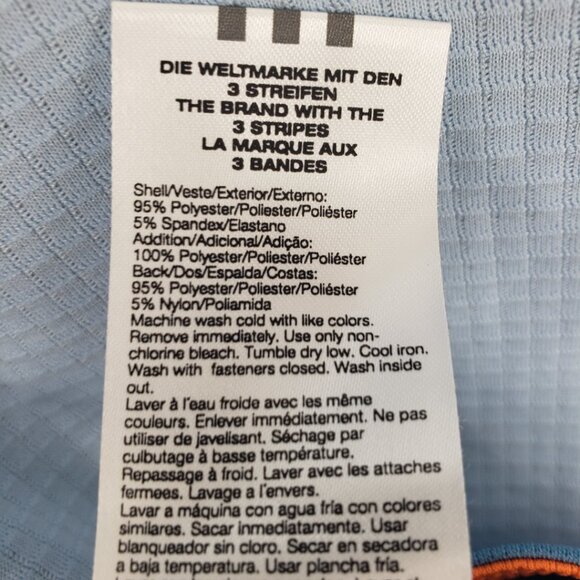 DIE WELTMARKE MIT DEN
3 STREIFEN
THE BRAND WITH THE
3 STRIPES
LA MARQUE AUX
3 BANDES
Shell/Veste/Exterior/Externo:
95% Polyester/Poliester/Poliéster
5% Spandex/Elastano
Addition/Adicional/Adição:
100% Polyester/Poliester/Poliéster
Back/Dos/Espalda/Costas:
95% Polyester/Poliester/Poliéster
5% Nylon/Poliamida
Machine wash cold with like colors.
Remove immediately. Use only non-
chlorine bleach. Tumble dry low. Cool iron.
Wash with fasteners closed. Wash inside
out.
Laver à l'eau froide avec les même
couleurs. Enlever immédiatement. Ne pas
utiliser de javelisant. Séchage par
culbutage à basse température.
Repassage à froid. Laver avec les attaches
fermees. Lavage a l'envers.
Lavar a máquina con agua fría con colores
similares. Sacar inmediatamente. Usar
blanqueador sin cloro. Secar en secadora
a baja temperatura. Usar plancha fría.